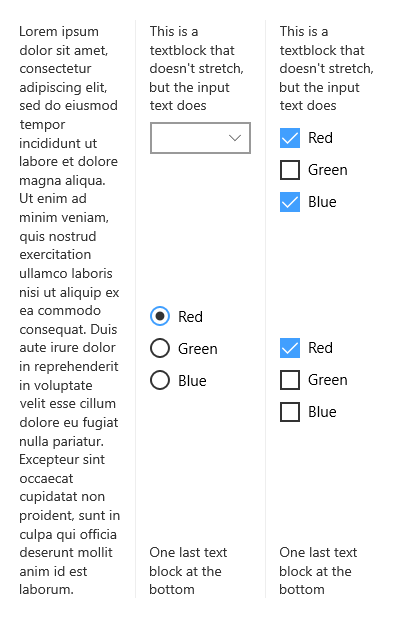 Lorem ipsum
dolor sit amet,
consectetur
adipiscing elit,
sed do eiusmod
tempor
incididunt ut
labore et dolore
magna aliqua.
Ut enim ad
minim veniam,
quis nostrud
exercitation
ullamco laboris
nisi ut aliquip ex
ea commodo
consequat. Duis
aute irure dolor
in reprehenderit
in voluptate
velit esse cillum
dolore eu fugiat
nulla pariatur.
Excepteur sint
occaecat
cupidatat non
proident, sunt in
culpa qui officia
deserunt mollit
anim id est
laborum.
This is a
textblock that
doesn't stretch,
but the input
text does
Red
Green
Blue
One last text
block at the
bottom
This is a
textblock that
doesn't stretch,
but the input
text does
Red
Green
Blue
Red
Green
Blue
One last text
block at the
bottom